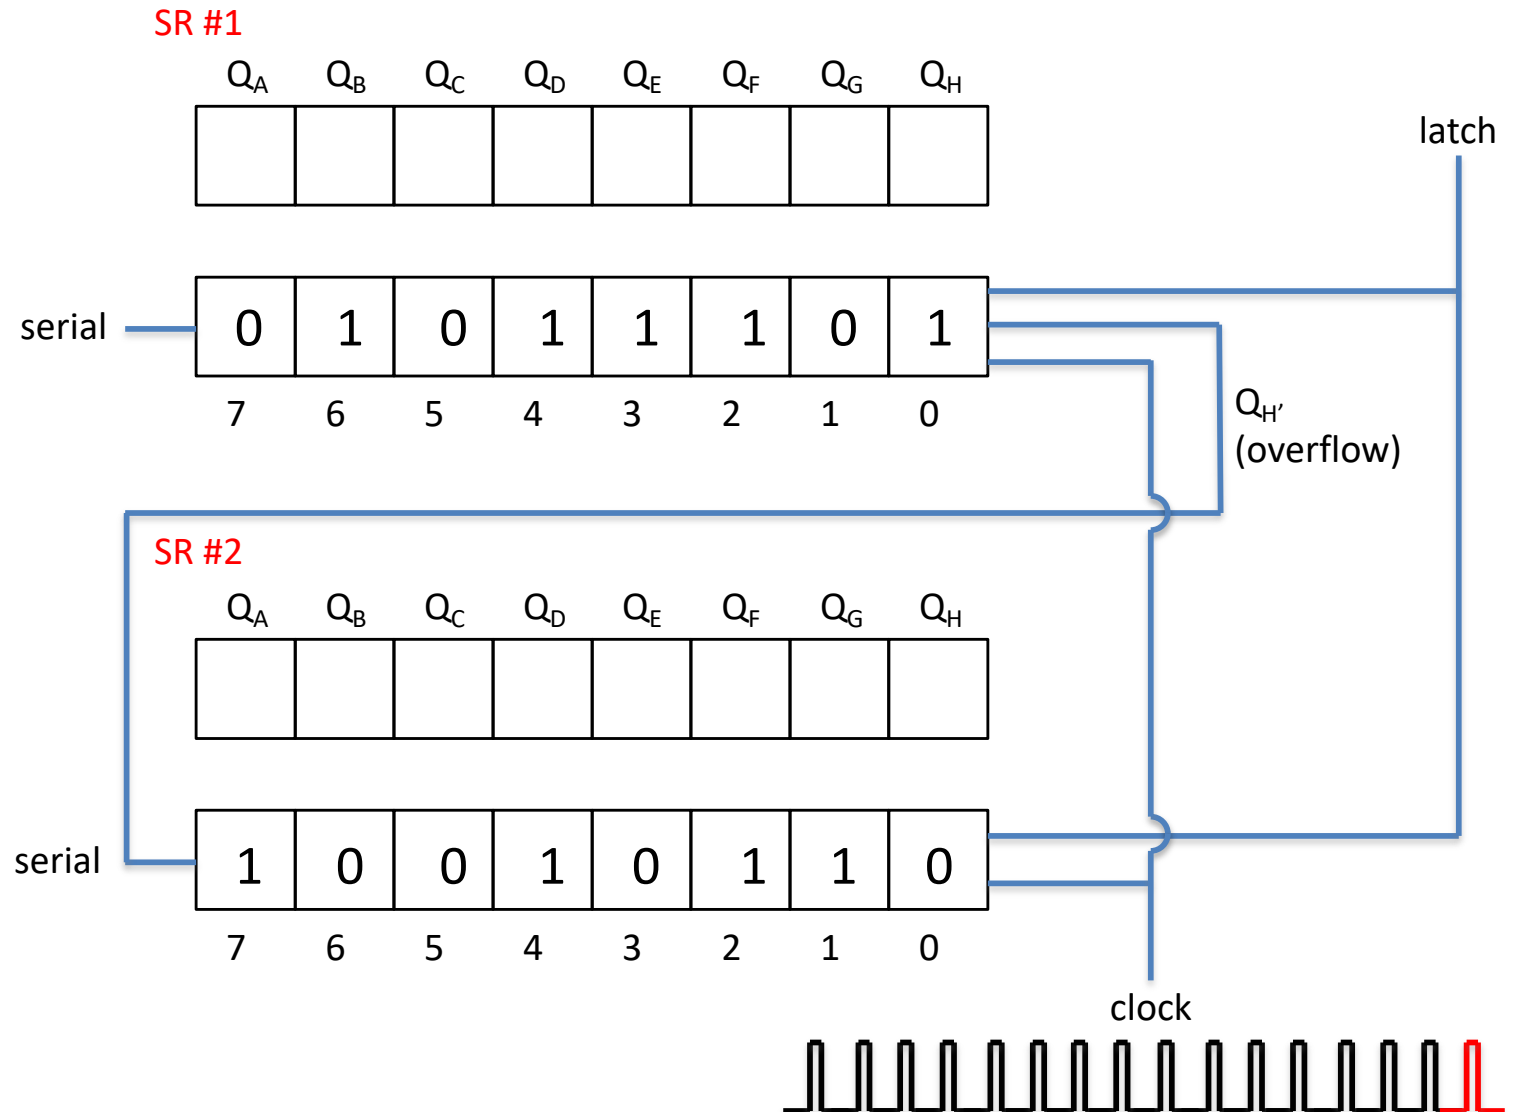 SR #1
QA QB QC QD QE QF QG QH
latch
serial 0 1 0 1 1 1 0 1
7 6 5 4 3 2 1 0
QH’
(overflow)
SR #2
QA QB QC QD QE QF QG QH
serial 1 0 0 1 0 1 1 0
7 6 5 4 3 2 1 0
clock